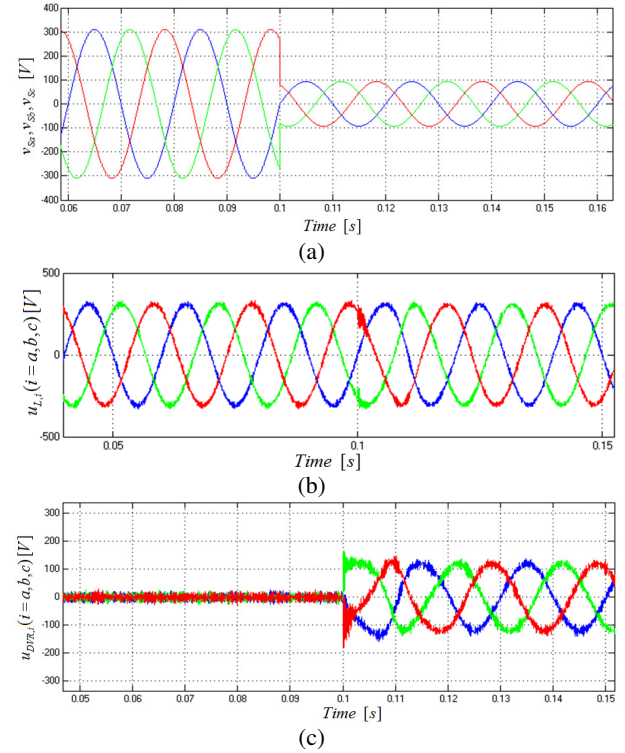 v_Sa,v_Sb,v_Sc [V]
400
300
200
100
0
-100
-200
-300
400
0.06 0.07 0.08 0.09 0.1 0.11 0.12 0.13 0.14 0.15 0.16
Time [s]
(a)
u_L,i(i=a,b,c)[V]
500
0
-500
0.05 0.1 0.15
Time [s]
(b)
u_DVR,i(i=a,b,c)[V]
300
200
100
0
-100
-200
-300
0.05 0.06 0.07 0.08 0.09 0.1 0.11 0.12 0.13 0.14 0.15
Time [s]
(c)